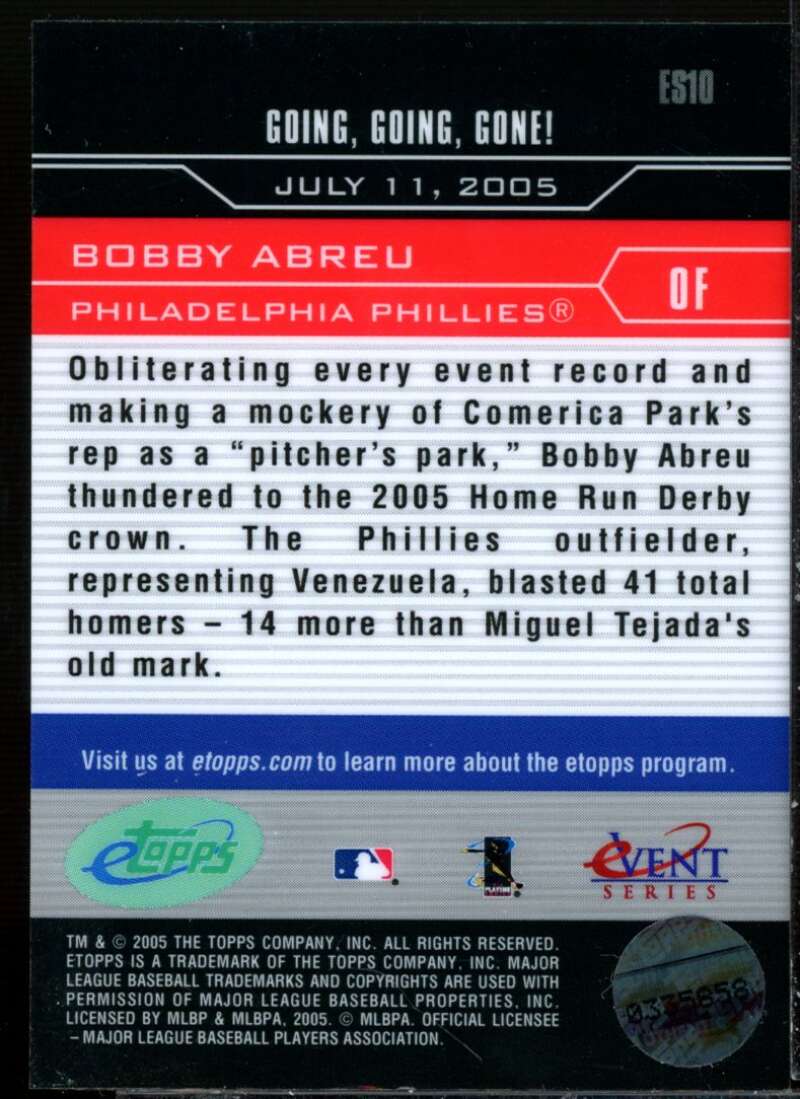 ES10
GOING, GOING, GONE!
JULY 11, 2005
BOBBY ABREU
OF
PHILADELPHIA PHILLIES®
Obliterating every event record and
making a mockery of Comerica Park's
rep as a “pitcher's park,” Bobby Abreu
thundered to the 2005 Home Run Derby
crown. The Phillies outfielder,
representing Venezuela, blasted 41 total
homers – 14 more than Miguel Tejada's
old mark.
Visit us at etopps.com to learn more about the etopps program.
etopps
eVENT
SERIES
TM & © 2005 THE TOPPS COMPANY, INC. ALL RIGHTS RESERVED.
ETOPPS IS A TRADEMARK OF THE TOPPS COMPANY, INC. MAJOR
LEAGUE BASEBALL TRADEMARKS AND COPYRIGHTS ARE USED WITH
PERMISSION OF MAJOR LEAGUE BASEBALL PROPERTIES, INC.
LICENSED BY MLBP & MLBPA, 2005. © MLBPA. OFFICIAL LICENSEE
– MAJOR LEAGUE BASEBALL PLAYERS ASSOCIATION.